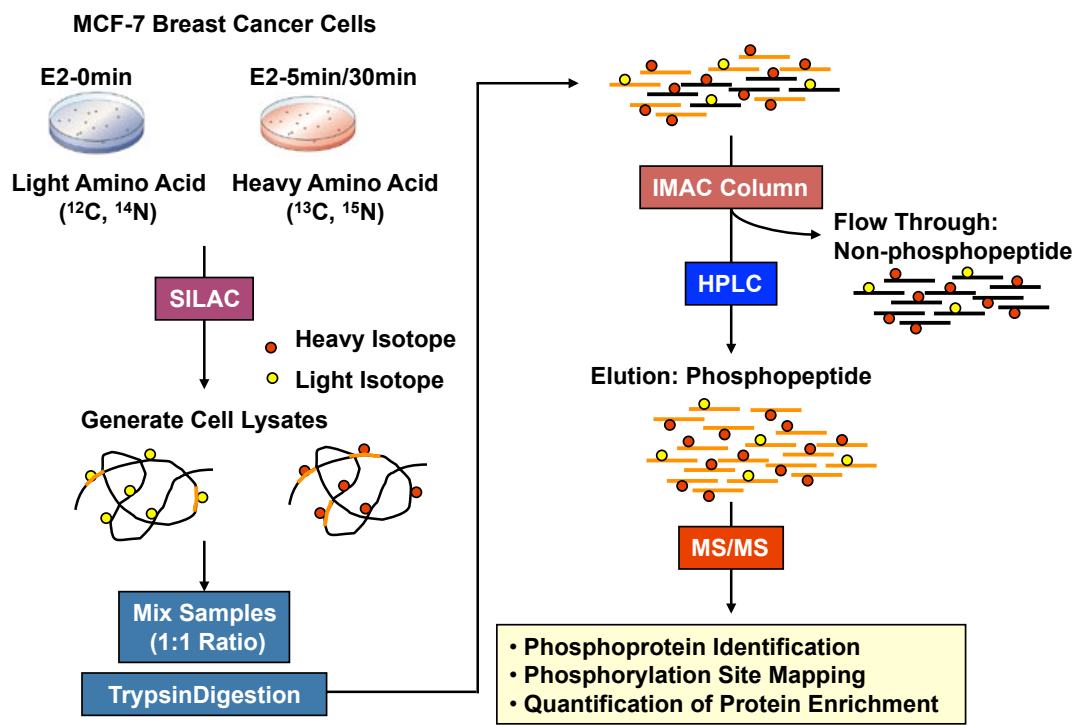 MCF-7 Breast Cancer Cells
E2-0min
E2-5min/30min
Light Amino Acid
(¹²C, ¹⁴N)
Heavy Amino Acid
(¹³C, ¹⁵N)
SILAC
Heavy Isotope
Light Isotope
Generate Cell Lysates
Mix Samples
(1:1 Ratio)
TrypsinDigestion
IMAC Column
Flow Through:
Non-phosphopeptide
HPLC
Elution: Phosphopeptide
MS/MS
• Phosphoprotein Identification
• Phosphorylation Site Mapping
• Quantification of Protein Enrichment